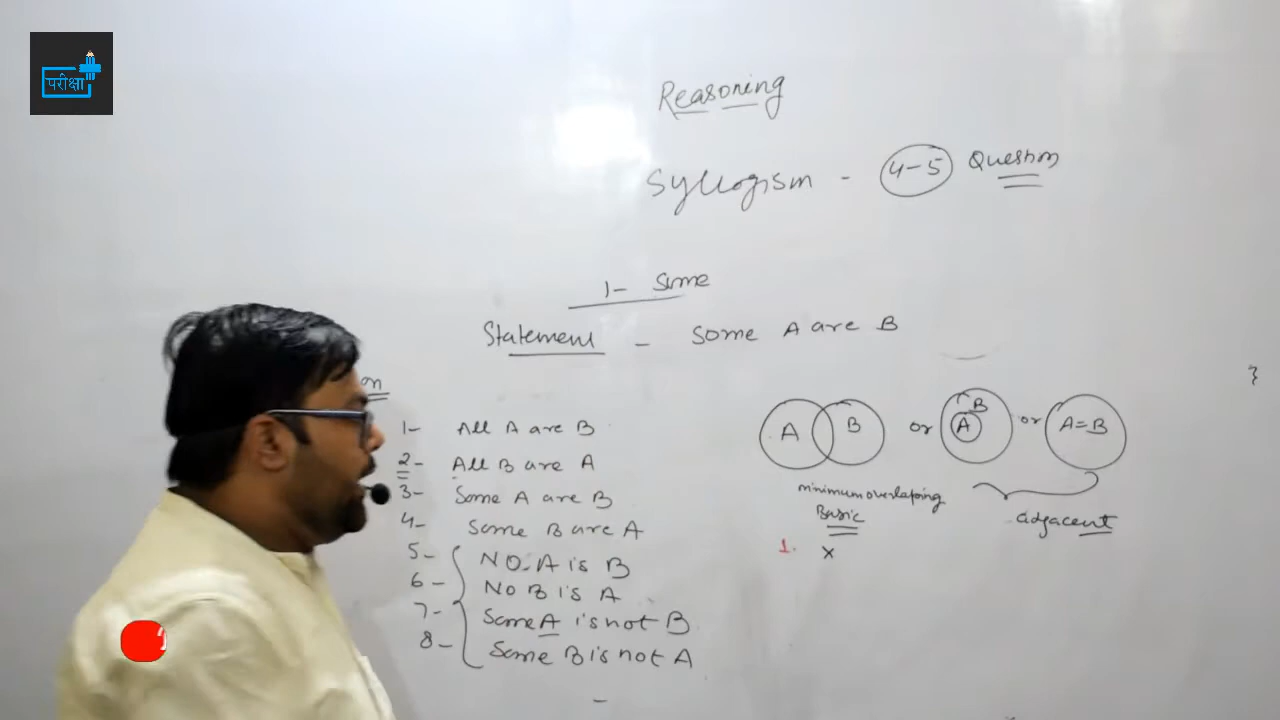 परीक्षा
Reasoning
Syllogism - 4-5 Question
1- Some
Statement - Some A are B
on
1- All A are B
2- All B are A
3- Some A are B
4- Some B are A
5- NO A is B
6- No B is A
7- Some A is not B
8- Some B is not A
A B or B A or A=B
minimum overlaping
Basic
adjacent
1. x
}